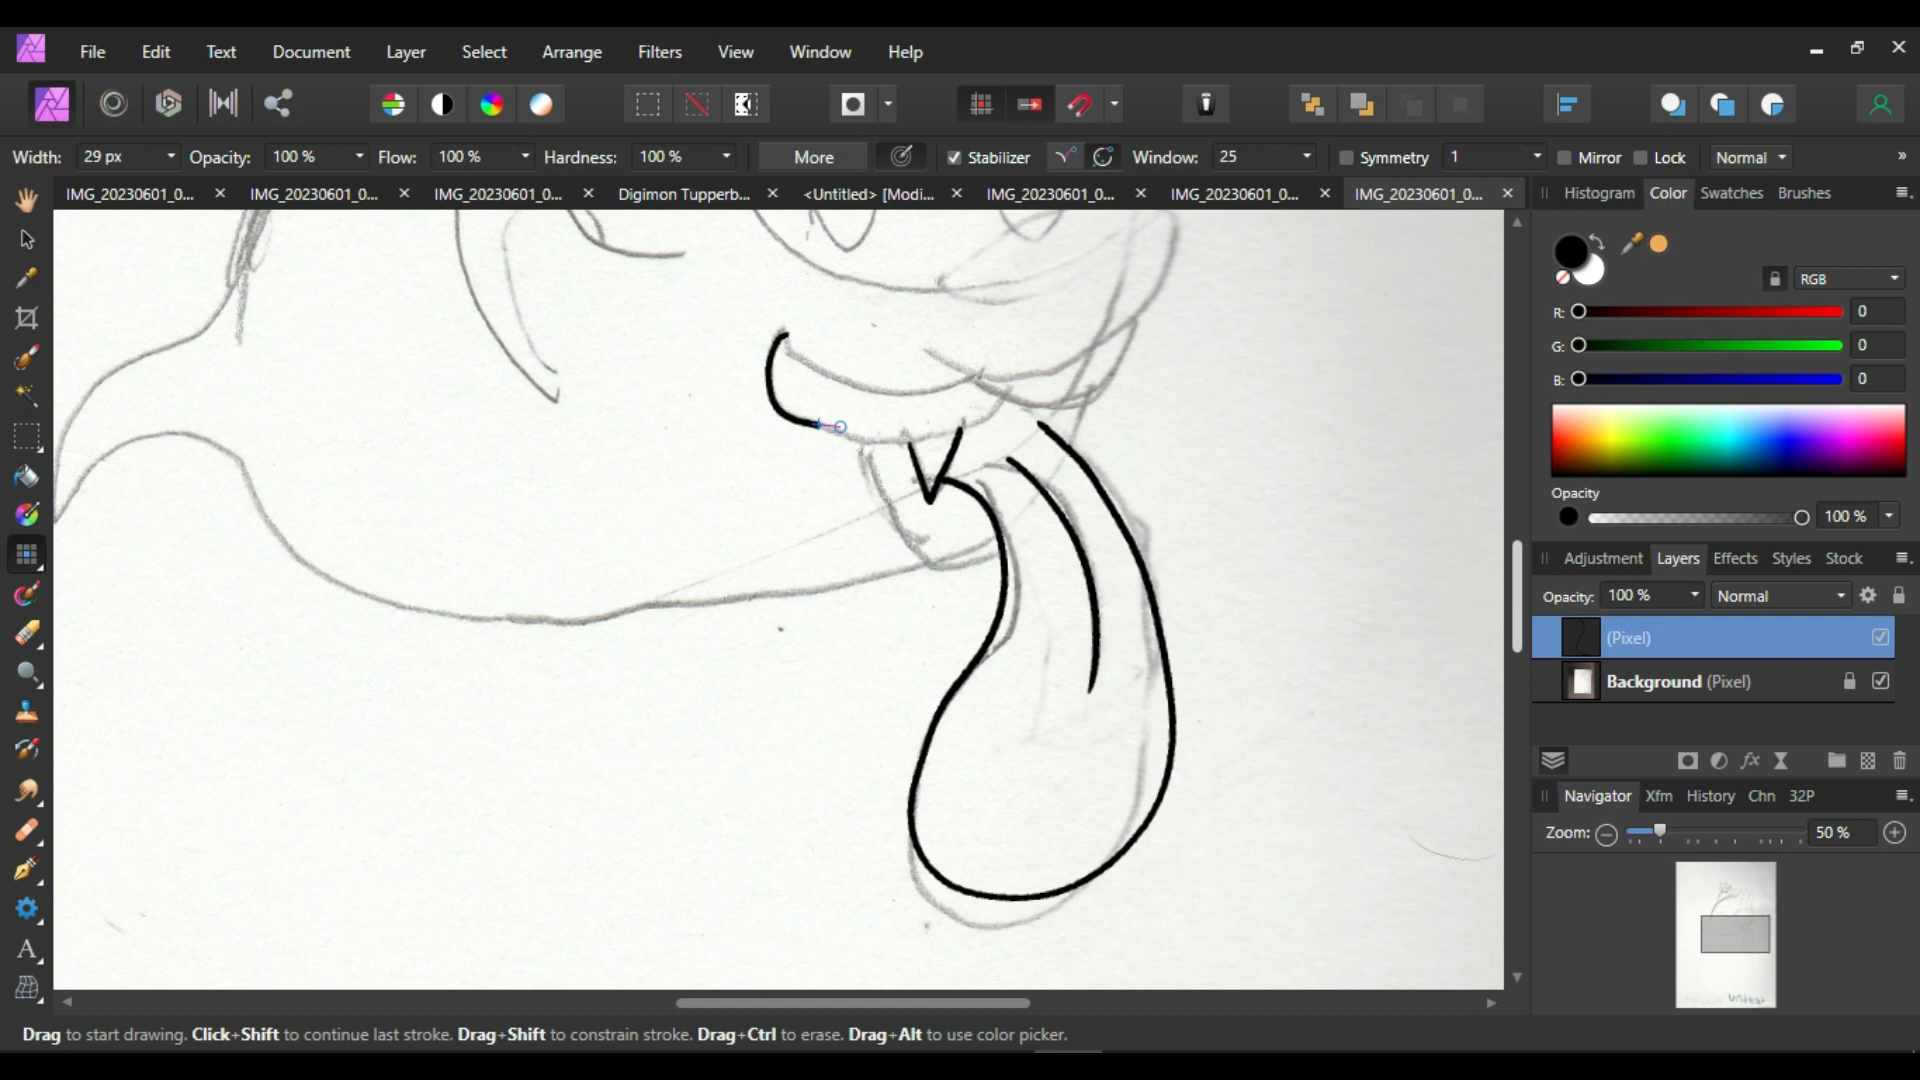 File Edit Text Document Layer Select Arrange Filters View Window Help
Width: 29 px Opacity: 100 % Flow: 100 % Hardness: 100 % More Stabilizer Window: 25 Symmetry 1 Mirror Lock Normal »
IMG_20230601_0... IMG_20230601_0... IMG_20230601_0... Digimon Tupperb... <Untitled> [Modi... IMG_20230601_0... IMG_20230601_0... IMG_20230601_0...
Histogram Color Swatches Brushes
RGB
R: 0
G: 0
B: 0
Opacity
100 %
Adjustment Layers Effects Styles Stock
Opacity: 100 % Normal
(Pixel)
Background (Pixel)
Navigator Xfm History Chn 32P
Zoom: 50 %
Drag to start drawing. Click+Shift to continue last stroke. Drag+Shift to constrain stroke. Drag+Ctrl to erase. Drag+Alt to use color picker.